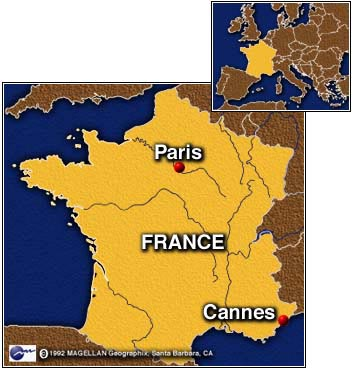 Paris
FRANCE
Cannes
© 1992 MAGELLAN Geographix, Santa Barbara, CA